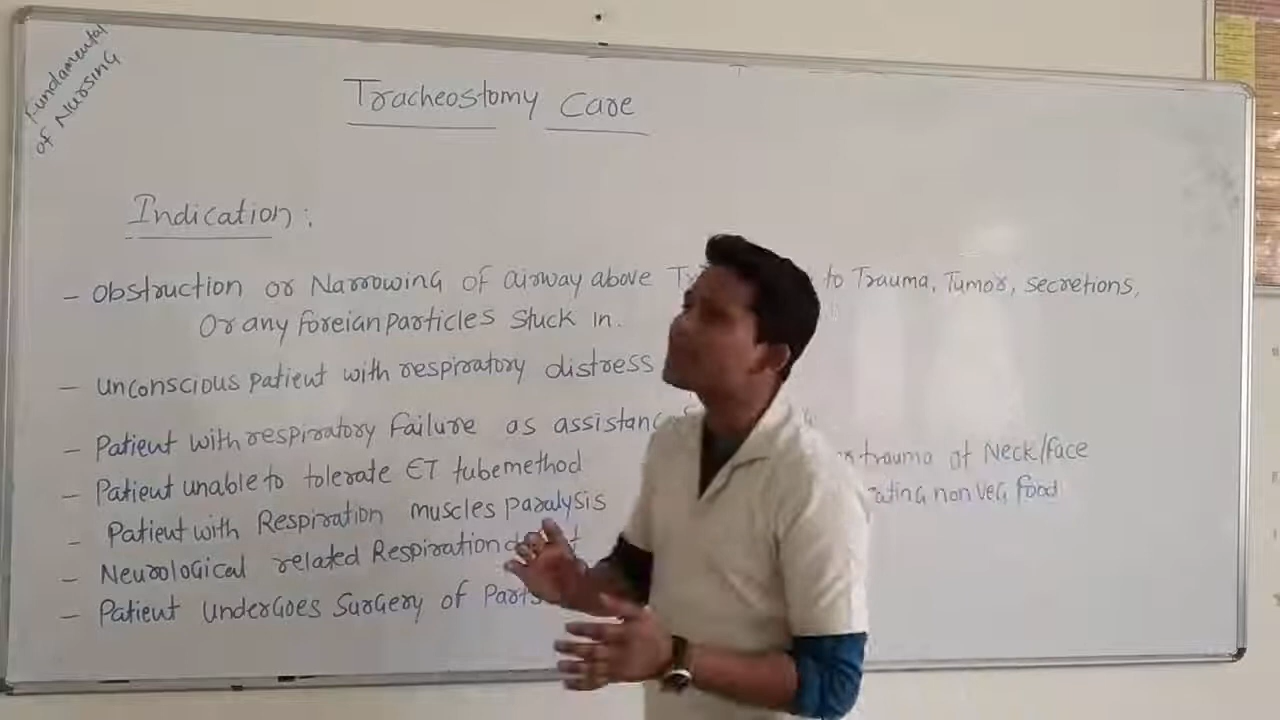 Fundamental
of Nursing
Tracheostomy Care
Indication :
- Obstruction or Narrowing of airway above to Trauma, Tumor, secretions,
Or any foreian particles stuck in.
- unconscious patient with respiratory distress
- Patient with respiratory failure as
- Patient unable to tolerate ET tube method
- Patient with Respiration muscles paralysis
- Neurological related Respiration
- Patient undergoes surgery of
trauma of Neck/face
non veg food